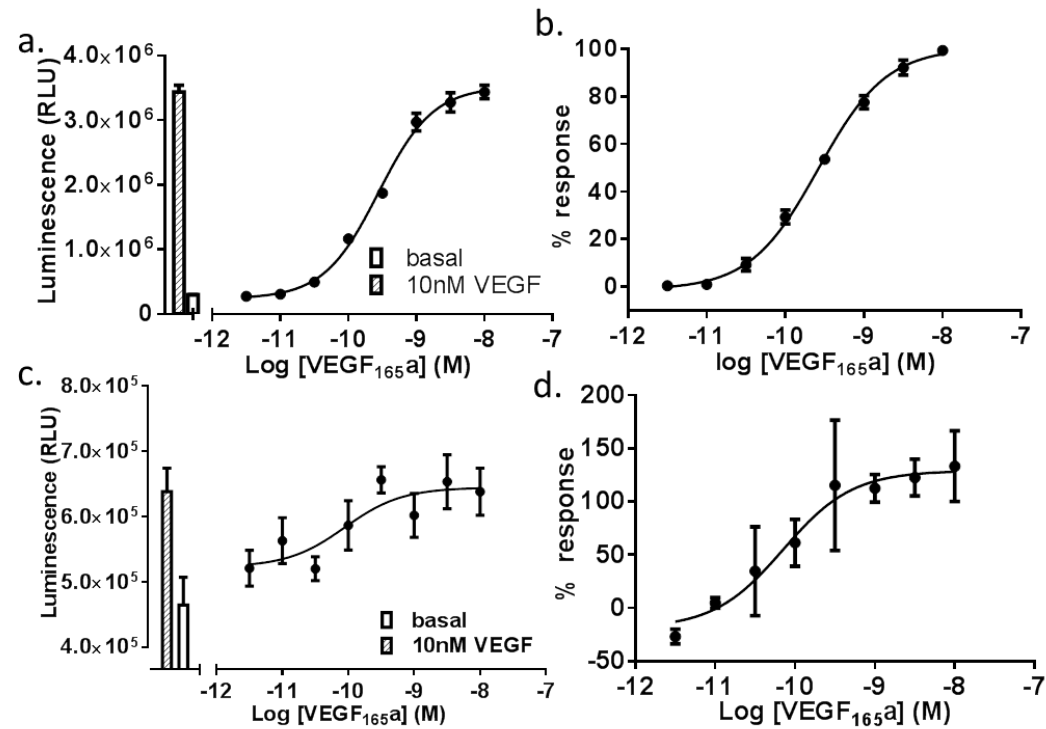 a.
Luminescence (RLU)
4.0×10⁶
3.0×10⁶
2.0×10⁶
1.0×10⁶
0
basal
10nM VEGF
-12 -11 -10 -9 -8 -7
Log [VEGF₁₆₅a] (M)
b.
% response
100
80
60
40
20
0
-12 -11 -10 -9 -8 -7
log [VEGF₁₆₅a] (M)
c.
Luminescence (RLU)
8.0×10⁵
7.0×10⁵
6.0×10⁵
5.0×10⁵
4.0×10⁵
basal
10nM VEGF
-12 -11 -10 -9 -8 -7
Log [VEGF₁₆₅a] (M)
d.
% response
200
150
100
50
0
-50
-12 -11 -10 -9 -8 -7
Log [VEGF₁₆₅a] (M)